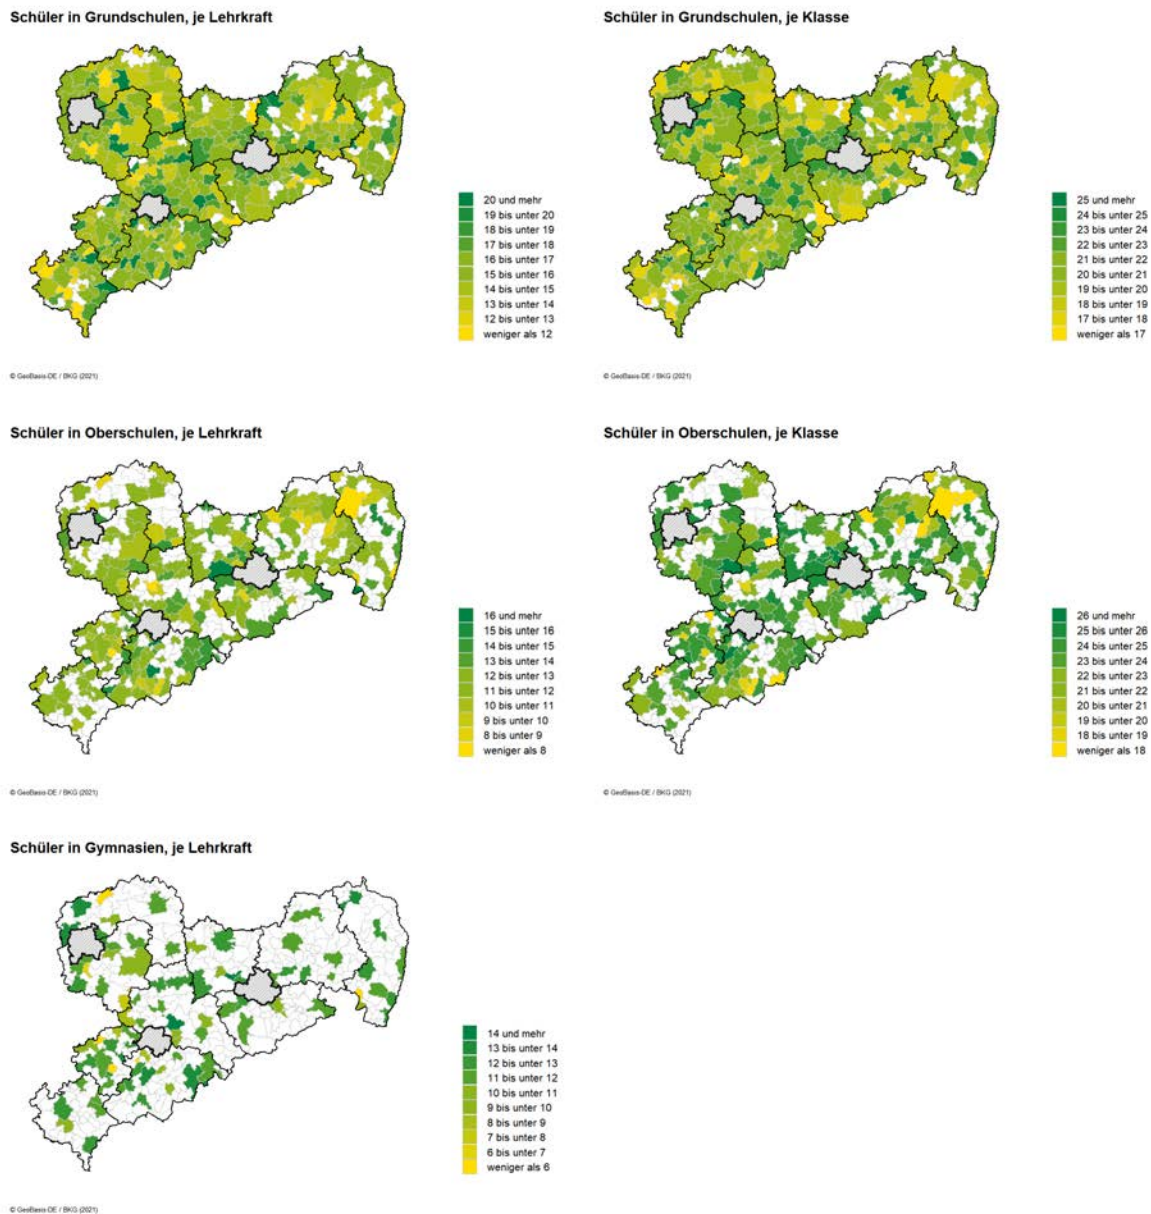 Schüler in Grundschulen, je Lehrkraft
20 und mehr
19 bis unter 20
18 bis unter 19
17 bis unter 18
16 bis unter 17
15 bis unter 16
14 bis unter 15
13 bis unter 14
12 bis unter 13
weniger als 12
© GeoBasis-DE / BKG (2021)
Schüler in Grundschulen, je Klasse
25 und mehr
24 bis unter 25
23 bis unter 24
22 bis unter 23
21 bis unter 22
20 bis unter 21
19 bis unter 20
18 bis unter 19
17 bis unter 18
weniger als 17
© GeoBasis-DE / BKG (2021)
Schüler in Oberschulen, je Lehrkraft
16 und mehr
15 bis unter 16
14 bis unter 15
13 bis unter 14
12 bis unter 13
11 bis unter 12
10 bis unter 11
9 bis unter 10
8 bis unter 9
weniger als 8
© GeoBasis-DE / BKG (2021)
Schüler in Oberschulen, je Klasse
26 und mehr
25 bis unter 26
24 bis unter 25
23 bis unter 24
22 bis unter 23
21 bis unter 22
20 bis unter 21
19 bis unter 20
18 bis unter 19
weniger als 18
© GeoBasis-DE / BKG (2021)
Schüler in Gymnasien, je Lehrkraft
14 und mehr
13 bis unter 14
12 bis unter 13
11 bis unter 12
10 bis unter 11
9 bis unter 10
8 bis unter 9
7 bis unter 8
6 bis unter 7
weniger als 6
© GeoBasis-DE / BKG (2021)